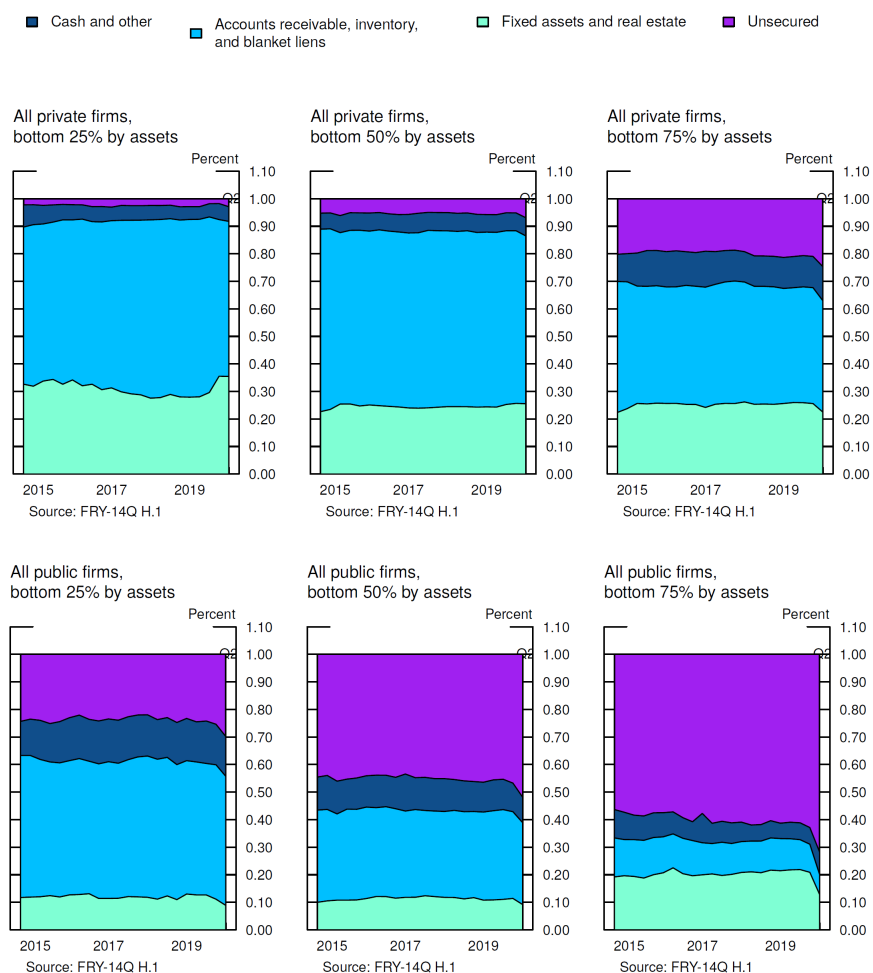 Cash and other
Accounts receivable, inventory,
and blanket liens
Fixed assets and real estate
Unsecured
All private firms,
bottom 25% by assets
Percent
1.10
Q2
1.00
0.90
0.80
0.70
0.60
0.50
0.40
0.30
0.20
0.10
0.00
2015 2017 2019
Source: FRY-14Q H.1
All private firms,
bottom 50% by assets
Percent
1.10
Q2
1.00
0.90
0.80
0.70
0.60
0.50
0.40
0.30
0.20
0.10
0.00
2015 2017 2019
Source: FRY-14Q H.1
All private firms,
bottom 75% by assets
Percent
1.10
Q2
1.00
0.90
0.80
0.70
0.60
0.50
0.40
0.30
0.20
0.10
0.00
2015 2017 2019
Source: FRY-14Q H.1
All public firms,
bottom 25% by assets
Percent
1.10
Q2
1.00
0.90
0.80
0.70
0.60
0.50
0.40
0.30
0.20
0.10
0.00
2015 2017 2019
Source: FRY-14Q H.1
All public firms,
bottom 50% by assets
Percent
1.10
Q2
1.00
0.90
0.80
0.70
0.60
0.50
0.40
0.30
0.20
0.10
0.00
2015 2017 2019
Source: FRY-14Q H.1
All public firms,
bottom 75% by assets
Percent
1.10
Q2
1.00
0.90
0.80
0.70
0.60
0.50
0.40
0.30
0.20
0.10
0.00
2015 2017 2019
Source: FRY-14Q H.1